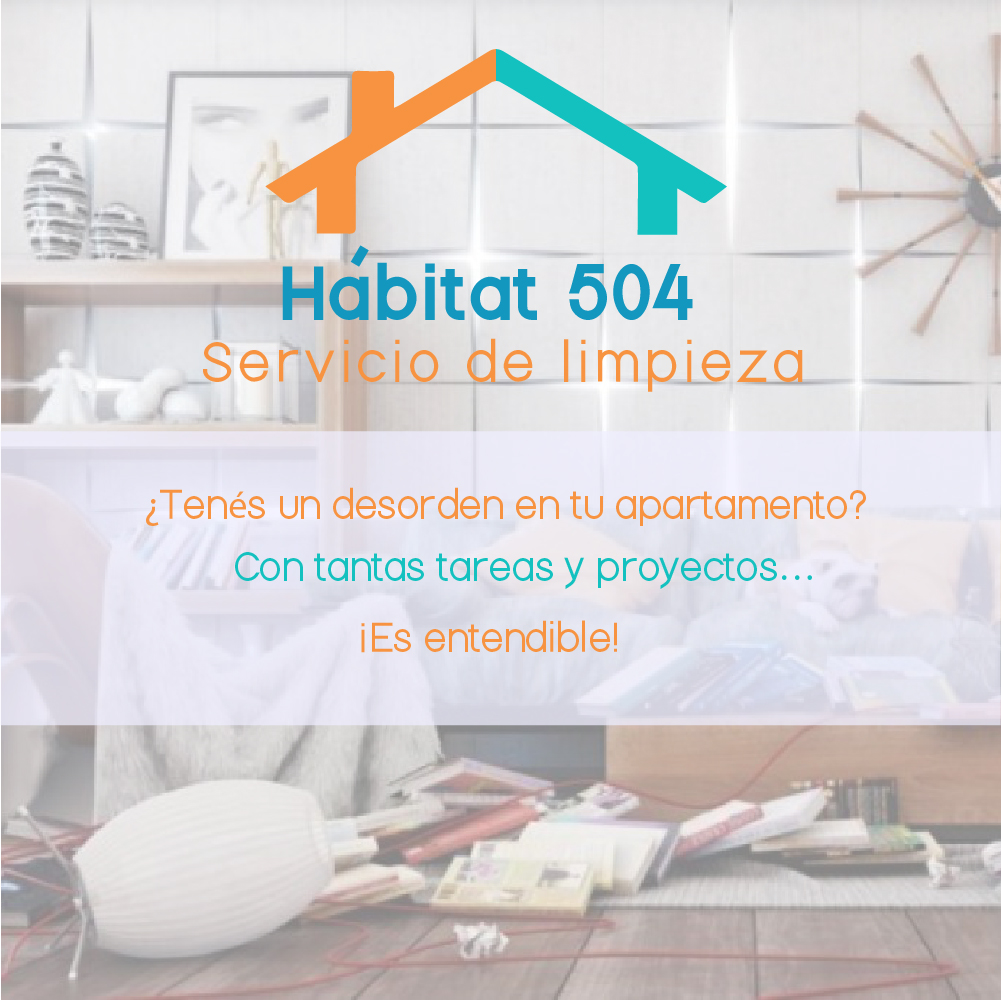 Hábitat 504
Servicio de limpieza
¿Tenés un desorden en tu apartamento?
Con tantas tareas y proyectos...
¡Es entendible!